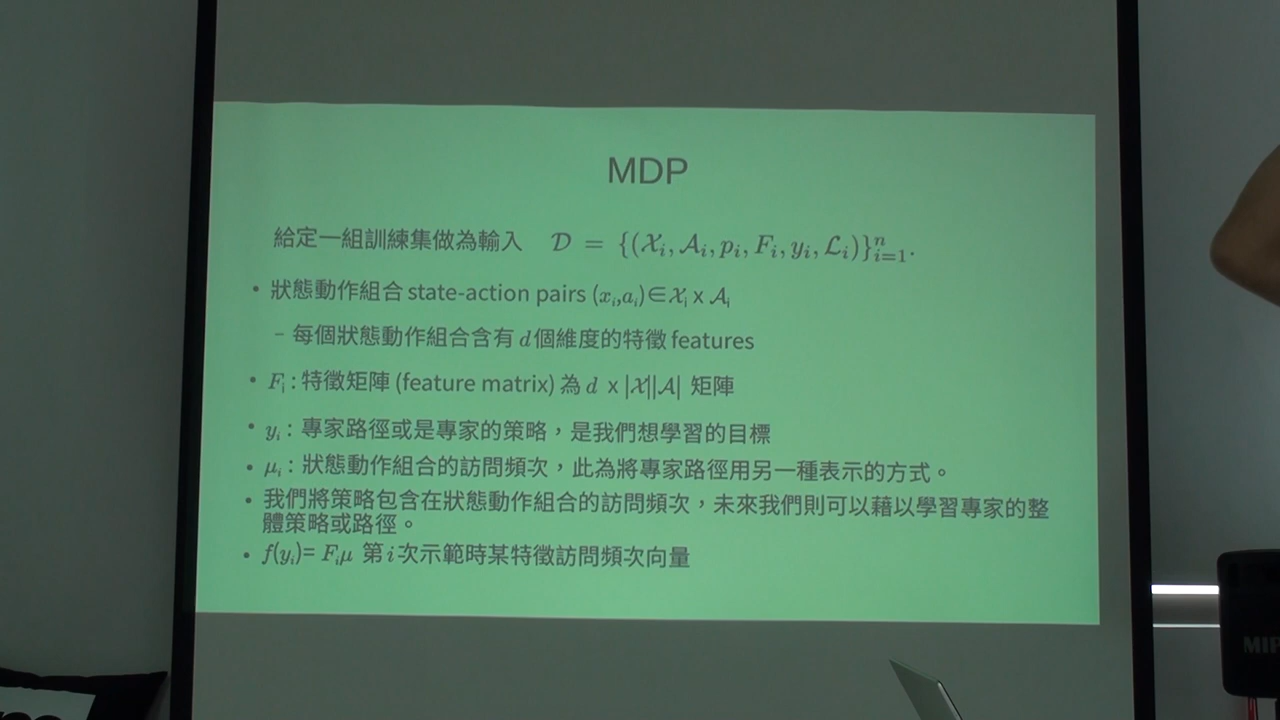 MDP
給定一組訓練集做為輸入 𝒟 = {(𝒳ᵢ, 𝒜ᵢ, pᵢ, Fᵢ, yᵢ, ℒᵢ)}ⁿᵢ₌₁.
• 狀態動作組合 state-action pairs (xᵢ,aᵢ)∈𝒳ᵢ x 𝒜ᵢ
– 每個狀態動作組合含有 d 個維度的特徵 features
• Fᵢ : 特徵矩陣 (feature matrix) 為 d x |𝒳||𝒜| 矩陣
• yᵢ : 專家路徑或是專家的策略，是我們想學習的目標
• μᵢ : 狀態動作組合的訪問頻次，此為將專家路徑用另一種表示的方式。
• 我們將策略包含在狀態動作組合的訪問頻次，未來我們則可以藉以學習專家的整
體策略或路徑。
• f(yᵢ)= Fᵢμ 第 i 次示範時某特徵訪問頻次向量